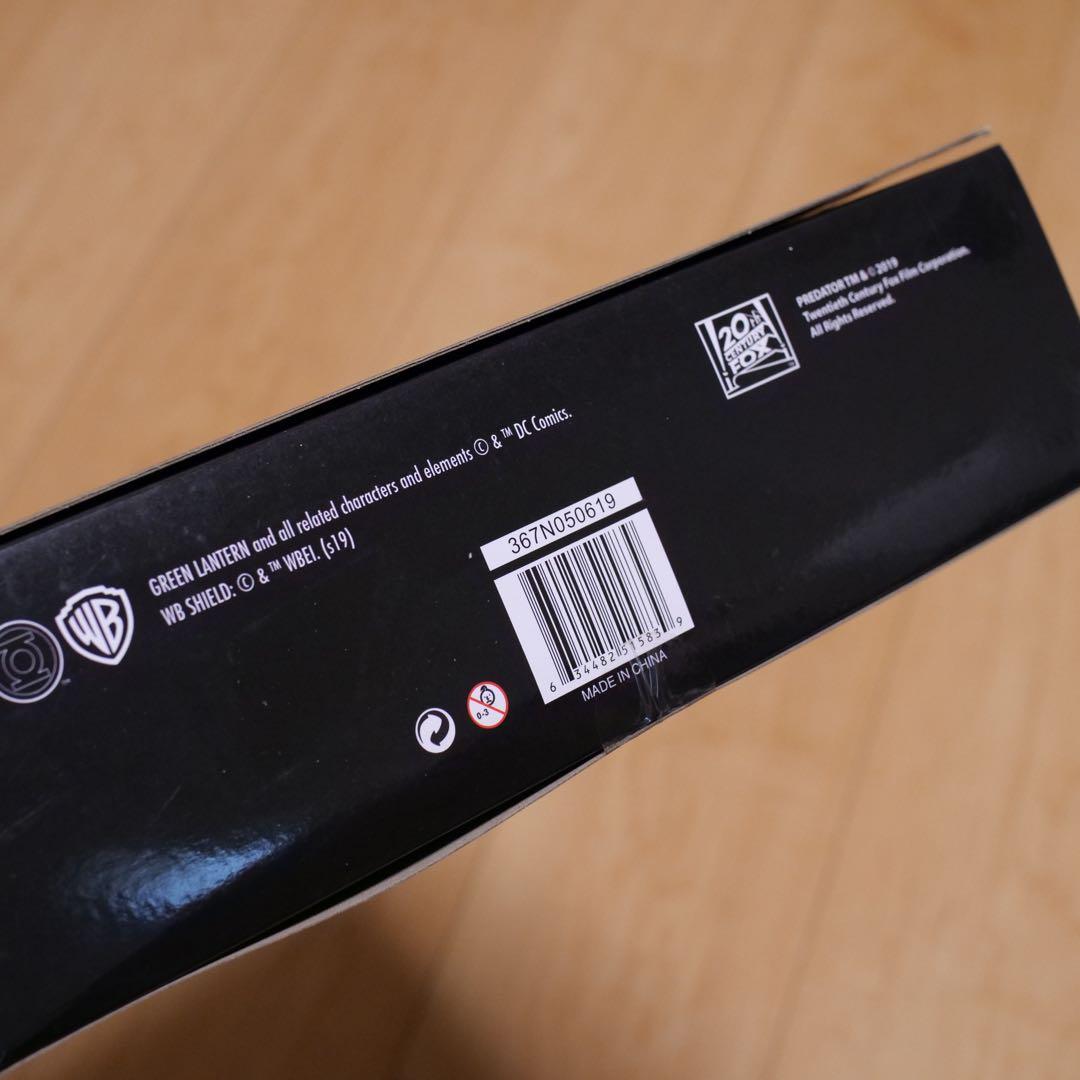 PREDATOR TM & © 2019
Twentieth Century Fox Film Corporation.
All Rights Reserved.
20th
CENTURY
FOX
GREEN LANTERN and all related characters and elements © & ™ DC Comics.
WB SHIELD: © & ™ WBEI. (s19)
WB
™
367N050619
6 34482 51583 9
MADE IN CHINA
0-3